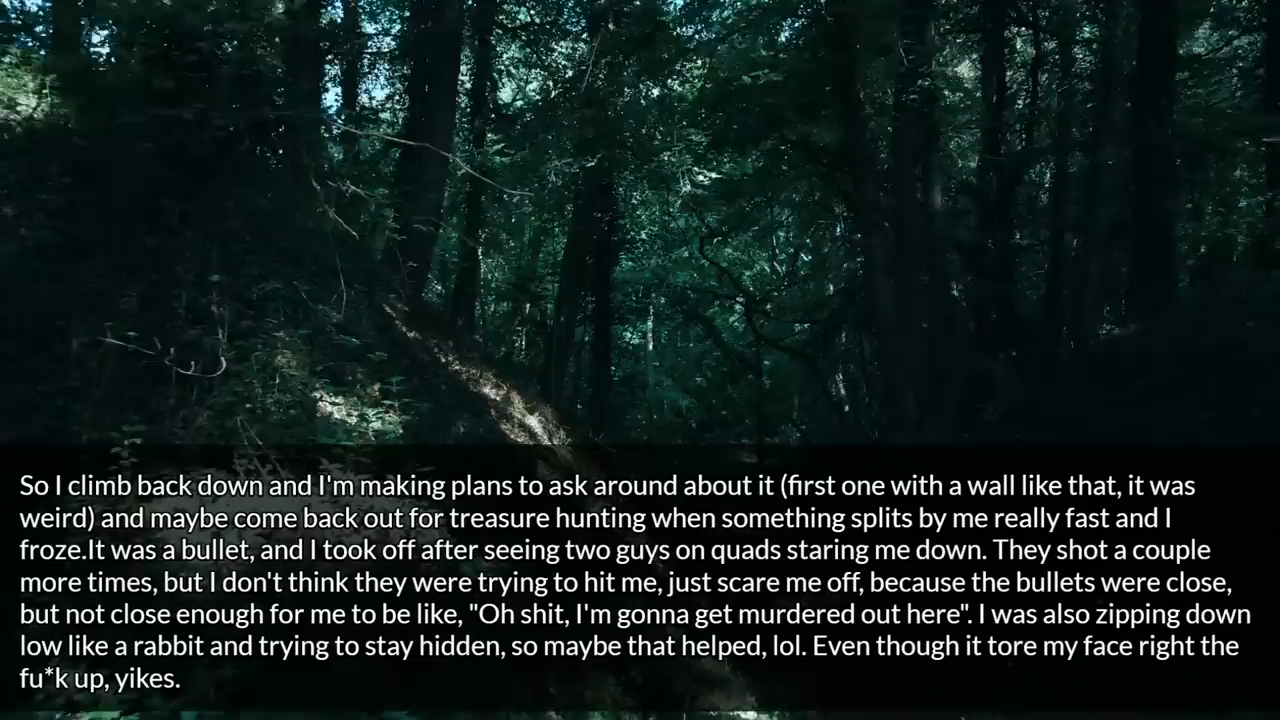 So I climb back down and I'm making plans to ask around about it (first one with a wall like that, it was
weird) and maybe come back out for treasure hunting when something splits by me really fast and I
froze.It was a bullet, and I took off after seeing two guys on quads staring me down. They shot a couple
more times, but I don't think they were trying to hit me, just scare me off, because the bullets were close,
but not close enough for me to be like, "Oh shit, I'm gonna get murdered out here". I was also zipping down
low like a rabbit and trying to stay hidden, so maybe that helped, lol. Even though it tore my face right the
fu*k up, yikes.